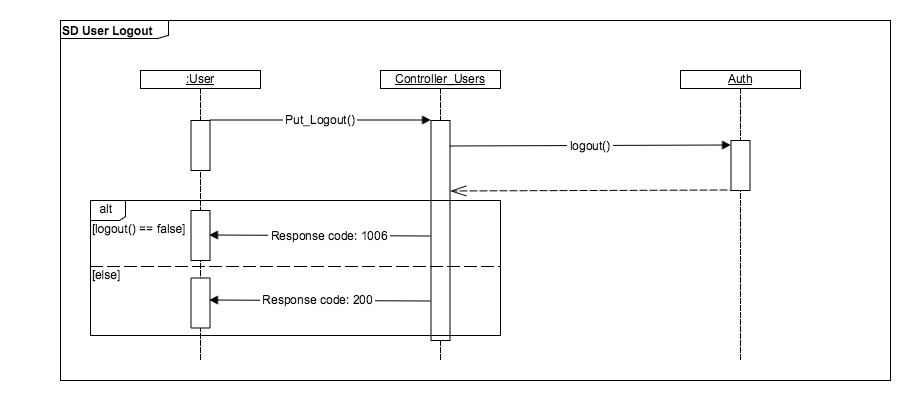 SD User Logout
:User
Controller_Users
Auth
Put_Logout()
logout()
alt
[logout() == false]
Response code: 1006
[else]
Response code: 200